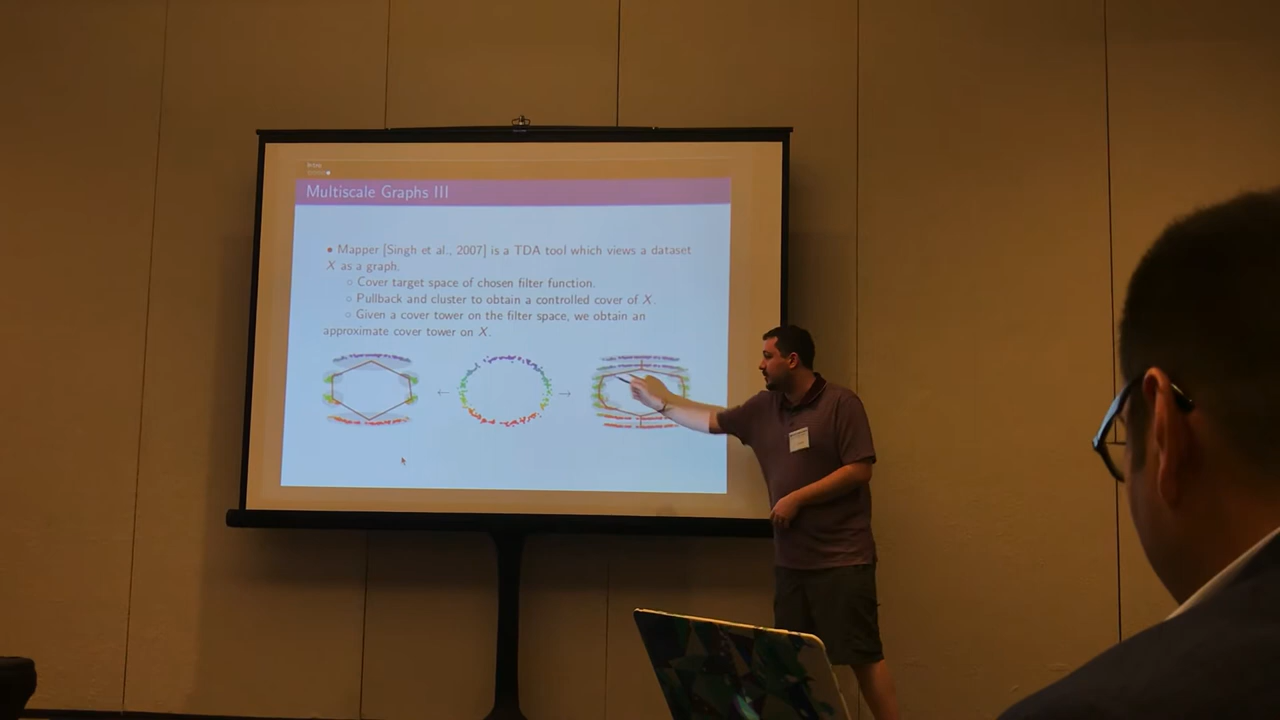 Multiscale Graphs III
• Mapper [Singh et al., 2007] is a TDA tool which views a dataset
X as a graph.
◦ Cover target space of chosen filter function.
◦ Pullback and cluster to obtain a controlled cover of X.
◦ Given a cover tower on the filter space, we obtain an
approximate cover tower on X.
← →